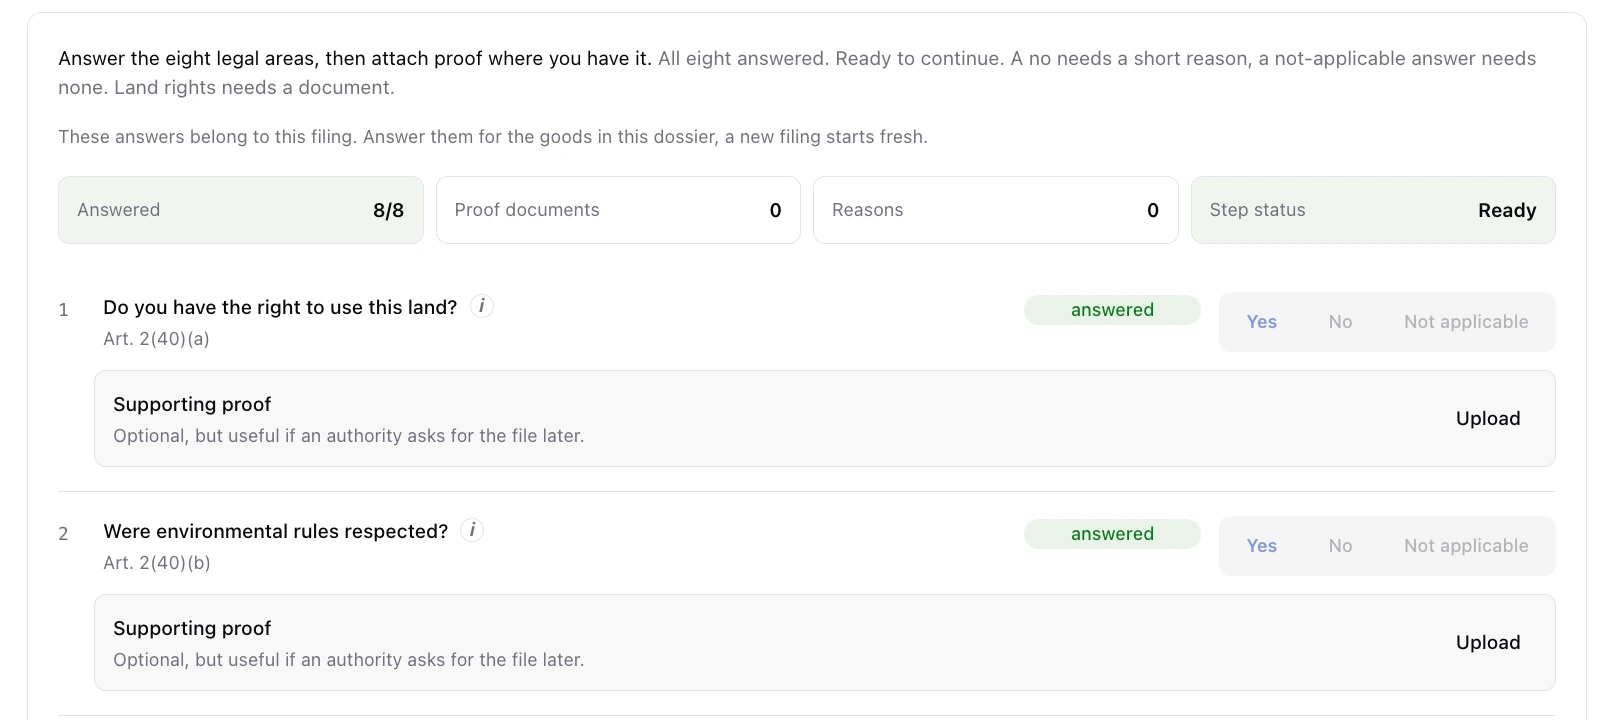 Answer the eight legal areas, then attach proof where you have it. All eight answered. Ready to continue. A no needs a short reason, a not-applicable answer needs
none. Land rights needs a document.
These answers belong to this filing. Answer them for the goods in this dossier, a new filing starts fresh.
Answered 8/8 Proof documents 0 Reasons 0 Step status Ready
1 Do you have the right to use this land? i answered Yes No Not applicable
Art. 2(40)(a)
Supporting proof
Optional, but useful if an authority asks for the file later.
Upload
2 Were environmental rules respected? i answered Yes No Not applicable
Art. 2(40)(b)
Supporting proof
Optional, but useful if an authority asks for the file later.
Upload